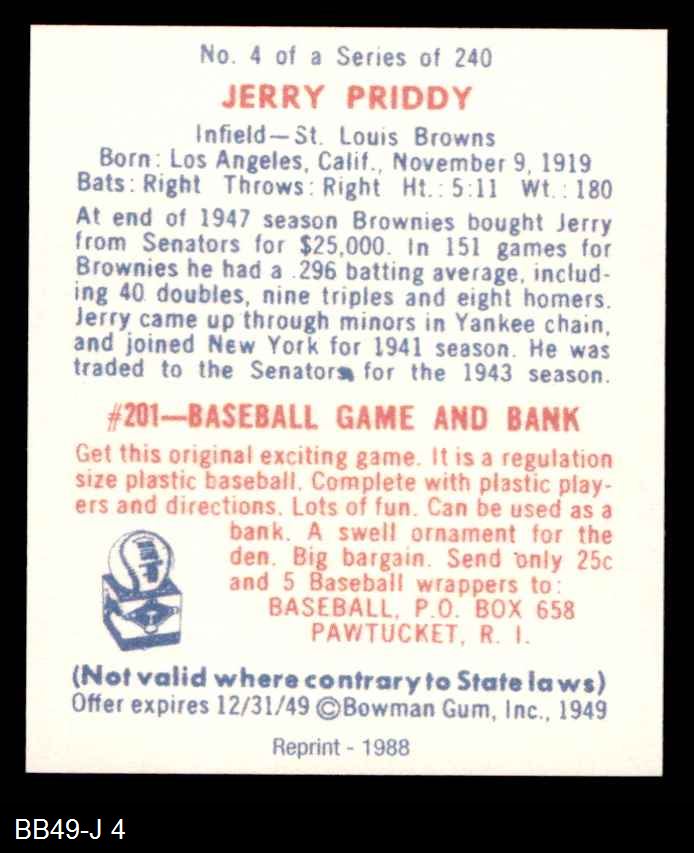 No. 4 of a Series of 240
JERRY PRIDDY
Infield—St. Louis Browns
Born: Los Angeles, Calif., November 9, 1919
Bats: Right Throws: Right Ht.: 5:11 Wt.: 180
At end of 1947 season Brownies bought Jerry
from Senators for $25,000. In 151 games for
Brownies he had a .296 batting average, includ-
ing 40 doubles, nine triples and eight homers.
Jerry came up through minors in Yankee chain,
and joined New York for 1941 season. He was
traded to the Senators for the 1943 season.
#201—BASEBALL GAME AND BANK
Get this original exciting game. It is a regulation
size plastic baseball. Complete with plastic play-
ers and directions. Lots of fun. Can be used as a
bank. A swell ornament for the
den. Big bargain. Send only 25c
and 5 Baseball wrappers to:
BASEBALL, P.O. BOX 658
PAWTUCKET, R. I.
(Not valid where contrary to State laws)
Offer expires 12/31/49 ©Bowman Gum, Inc., 1949
Reprint - 1988
BB49-J 4